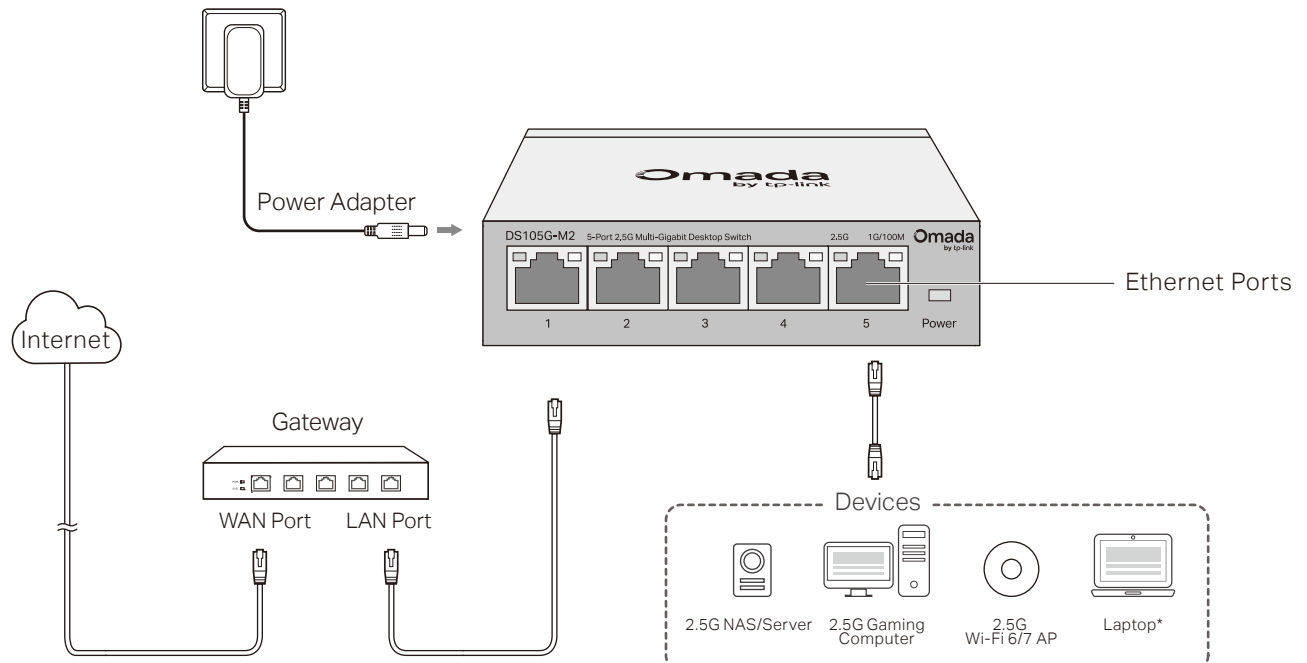 Omada
by tp-link
Power Adapter
DS105G-M2 5-Port 2,5G Multi-Gigabit Desktop Switch 2.5G 1G/100M Omada
by tp-link
Ethernet Ports
1 2 3 4 5 Power
Internet
Gateway
WAN Port LAN Port
Devices
2.5G NAS/Server
2.5G Gaming
Computer
2.5G
Wi-Fi 6/7 AP
Laptop*